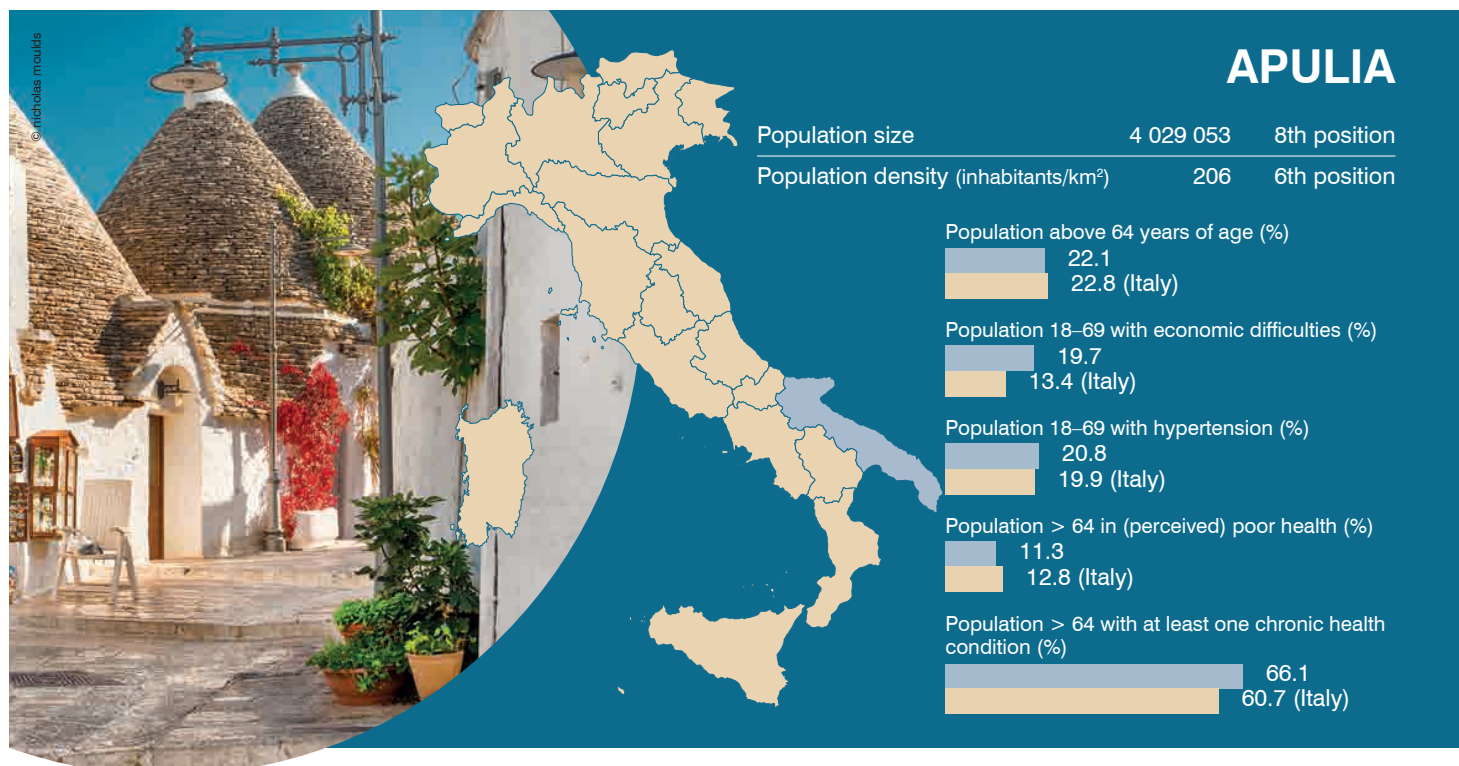 © nicholas moulds
APULIA
Population size 4 029 053 8th position
Population density (inhabitants/km²) 206 6th position
Population above 64 years of age (%)
22.1
22.8 (Italy)
Population 18–69 with economic difficulties (%)
19.7
13.4 (Italy)
Population 18–69 with hypertension (%)
20.8
19.9 (Italy)
Population > 64 in (perceived) poor health (%)
11.3
12.8 (Italy)
Population > 64 with at least one chronic health
condition (%)
66.1
60.7 (Italy)